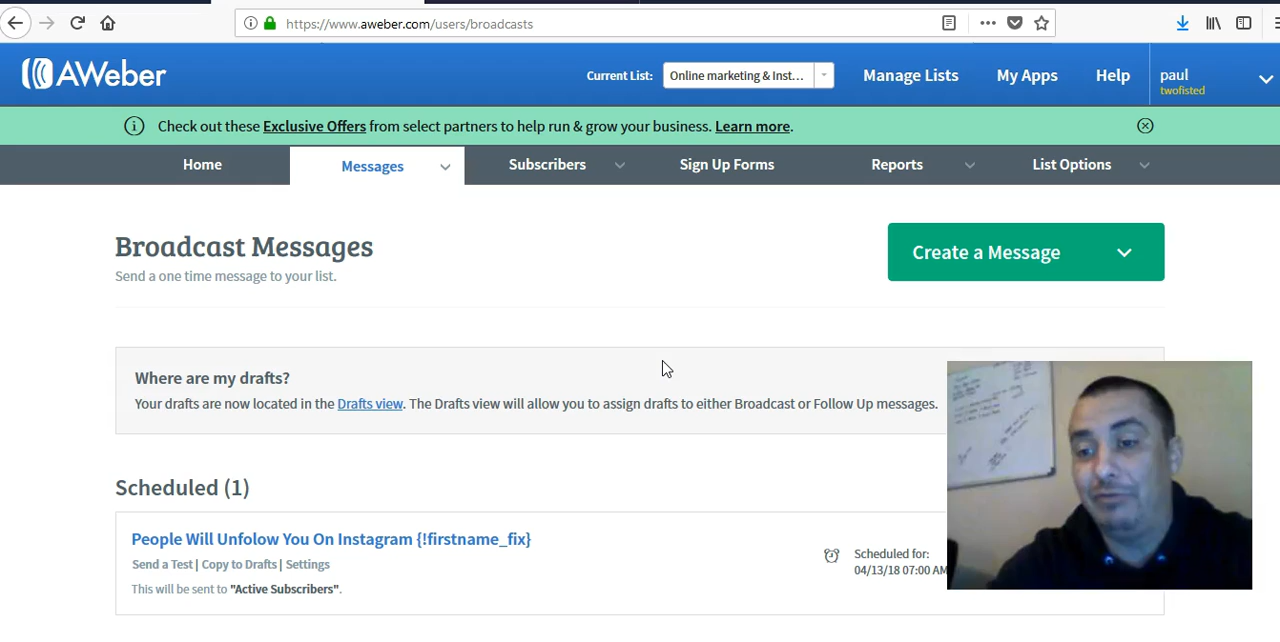 https://www.aweber.com/users/broadcasts
AWeber
Current List:
Online marketing & Inst...
Manage Lists
My Apps
Help
paul
twofisted
Check out these Exclusive Offers from select partners to help run & grow your business. Learn more.
Home
Messages
Subscribers
Sign Up Forms
Reports
List Options
Broadcast Messages
Send a one time message to your list.
Create a Message
Where are my drafts?
Your drafts are now located in the Drafts view. The Drafts view will allow you to assign drafts to either Broadcast or Follow Up messages.
Scheduled (1)
People Will Unfolow You On Instagram {!firstname_fix}
Send a Test | Copy to Drafts | Settings
This will be sent to "Active Subscribers".
Scheduled for:
04/13/18 07:00 AM